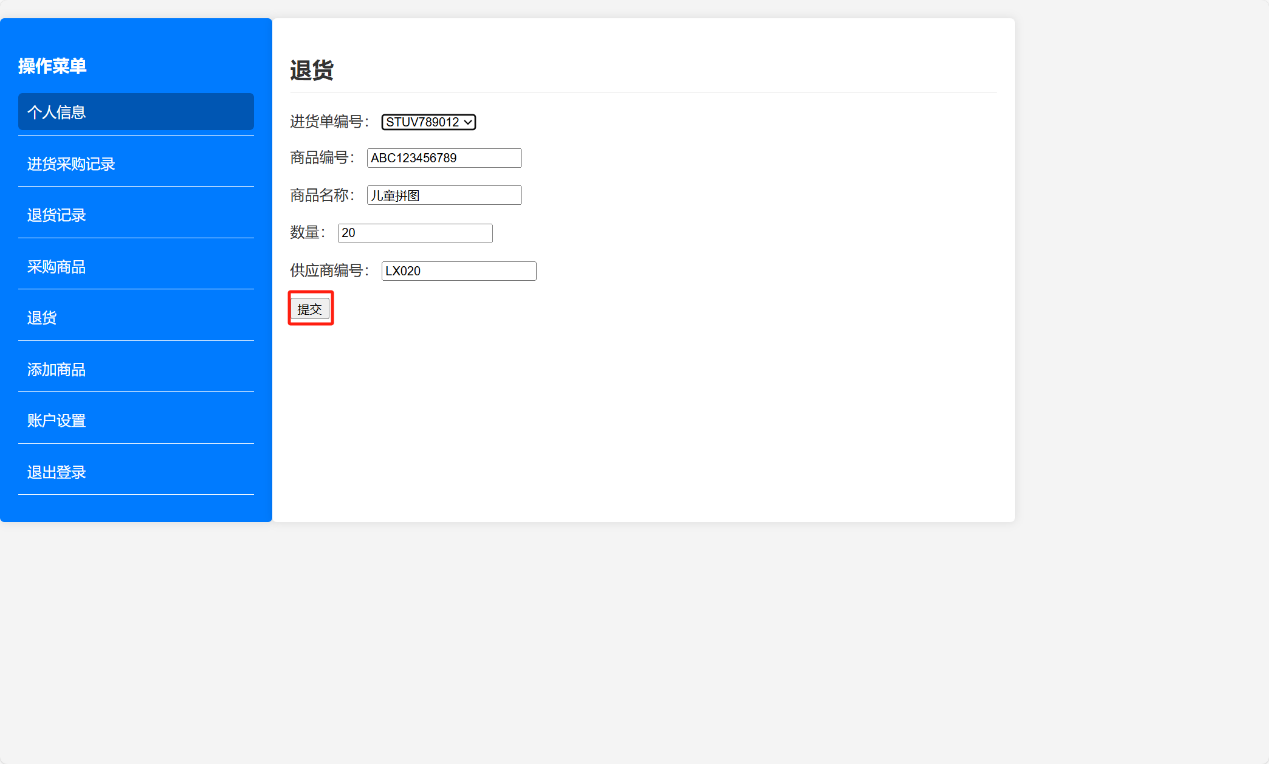 操作菜单
个人信息
进货采购记录
退货记录
采购商品
退货
添加商品
账户设置
退出登录
退货
进货单编号： STUV789012
商品编号： ABC123456789
商品名称： 儿童拼图
数量： 20
供应商编号： LX020
提交